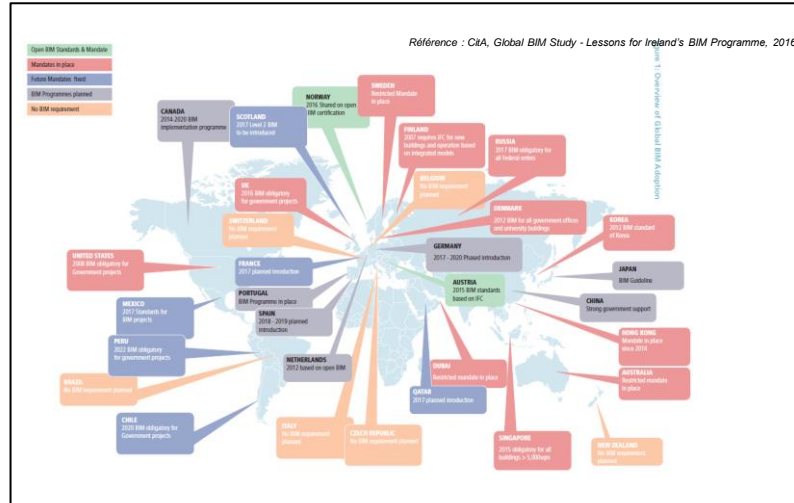 Référence : CitA, Global BIM Study - Lessons for Ireland's BIM Programme, 2016
Open BIM Standards & Mandate
Mandates in place
Future Mandates fixed
BIM Programmes planned
No BIM requirement
Figure 1: Overview of Global BIM Adoption
CANADA
2014-2020 BIM
implementation programme
SCOTLAND
2017 Level 2 BIM
to be introduced
NORWAY
2016 Shared on open
BIM certification
SWEDEN
Restricted Mandate
in place
FINLAND
2007 requires IFC for new
buildings and operation based
on integrated models
RUSSIA
2017 BIM obligatory for
all Federal orders
BELGIUM
No BIM requirement
planned
UK
2016 BIM obligatory
for government projects
SWITZERLAND
No BIM requirement
planned
DENMARK
2012 BIM for all government offices
and university buildings
KOREA
2012 BIM standard
of Korea
GERMANY
2017 - 2020 Phased introduction
UNITED STATES
2008 BIM obligatory for
Government projects
FRANCE
2017 planned introduction
JAPAN
BIM Guideline
AUSTRIA
2015 BIM standards
based on IFC
PORTUGAL
BIM Programme in place
CHINA
Strong government support
MEXICO
2017 Standards for
BIM projects
SPAIN
2018 - 2019 planned
introduction
HONG KONG
Mandate in place
since 2014
PERU
2022 BIM obligatory
for government projects
NETHERLANDS
2012 based on open BIM
DUBAI
Restricted mandate in place
AUSTRALIA
Restricted mandate
in place
BRAZIL
No BIM requirement planned
QATAR
2017 planned introduction
CHILE
2020 BIM obligatory for
Government projects
ITALY
No BIM requirement
planned
CZECH REPUBLIC
No BIM requirement planned
SINGAPORE
2015 obligatory for all
buildings > 5,000sqm
NEW ZEALAND
No BIM requirement
planned